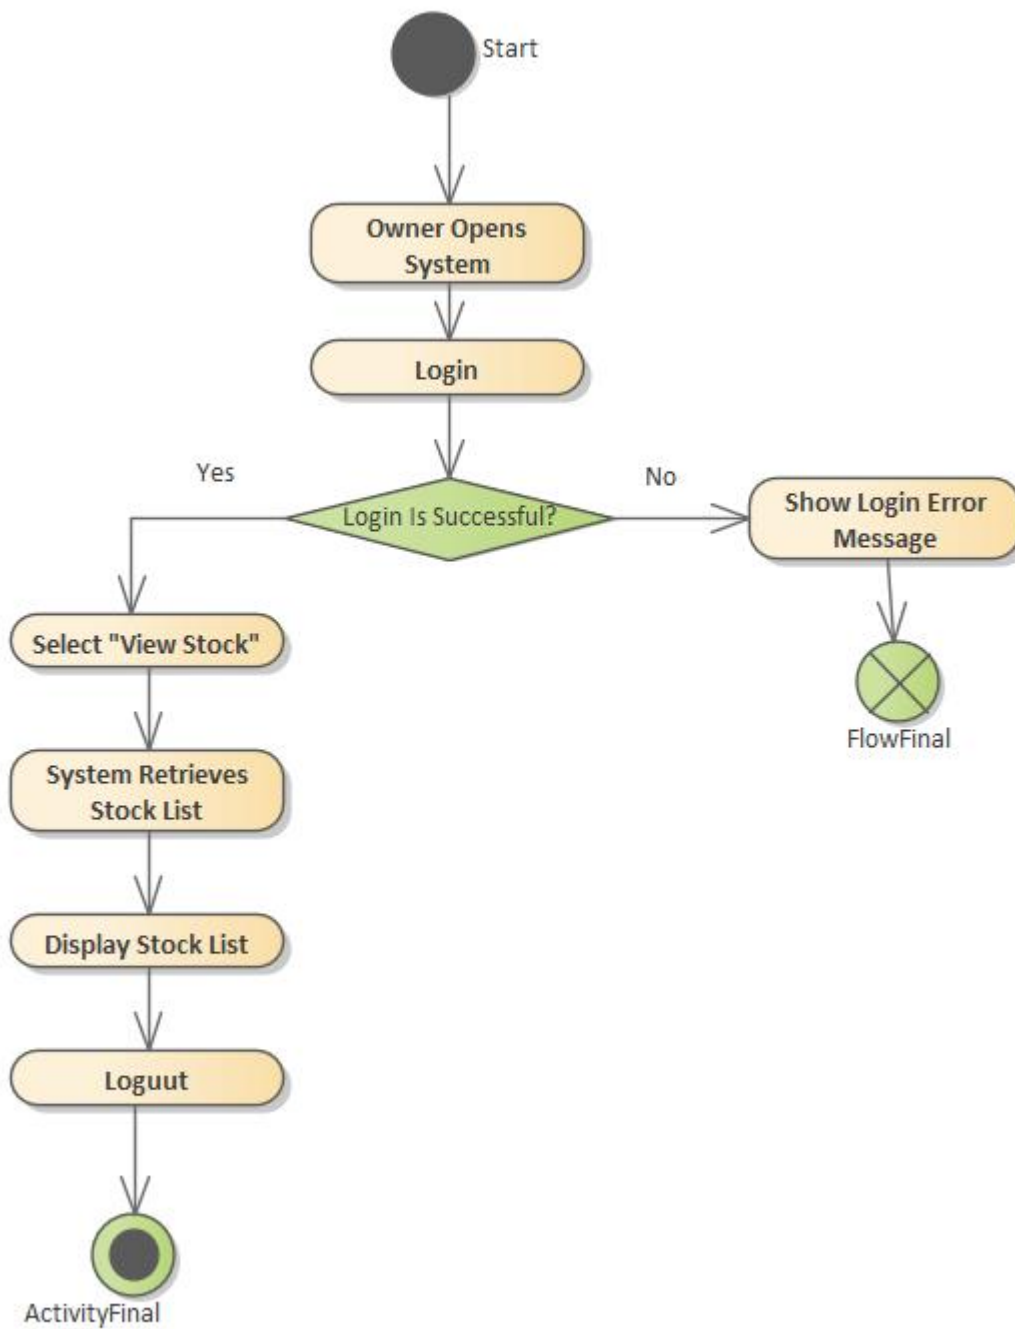 Start
Owner Opens
System
Login
Yes
No
Login Is Successful?
Show Login Error
Message
FlowFinal
Select "View Stock"
System Retrieves
Stock List
Display Stock List
Loguut
ActivityFinal